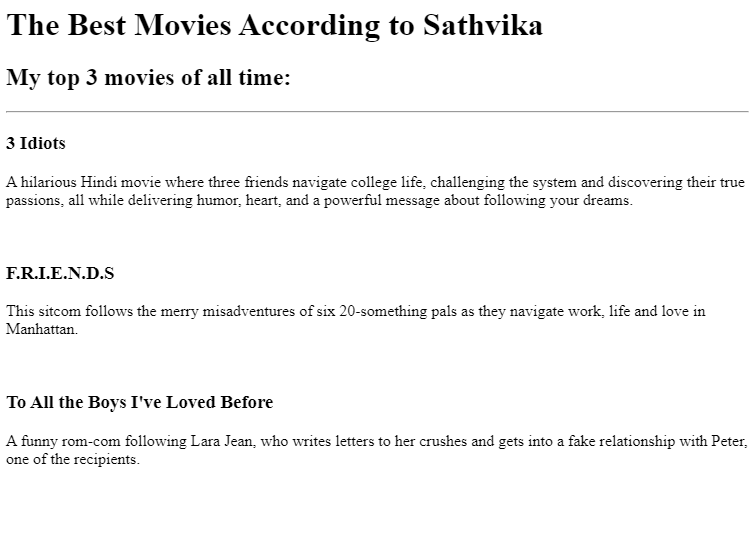 The Best Movies According to Sathvika
My top 3 movies of all time:
3 Idiots
A hilarious Hindi movie where three friends navigate college life, challenging the system and discovering their true
passions, all while delivering humor, heart, and a powerful message about following your dreams.
F.R.I.E.N.D.S
This sitcom follows the merry misadventures of six 20-something pals as they navigate work, life and love in
Manhattan.
To All the Boys I've Loved Before
A funny rom-com following Lara Jean, who writes letters to her crushes and gets into a fake relationship with Peter,
one of the recipients.